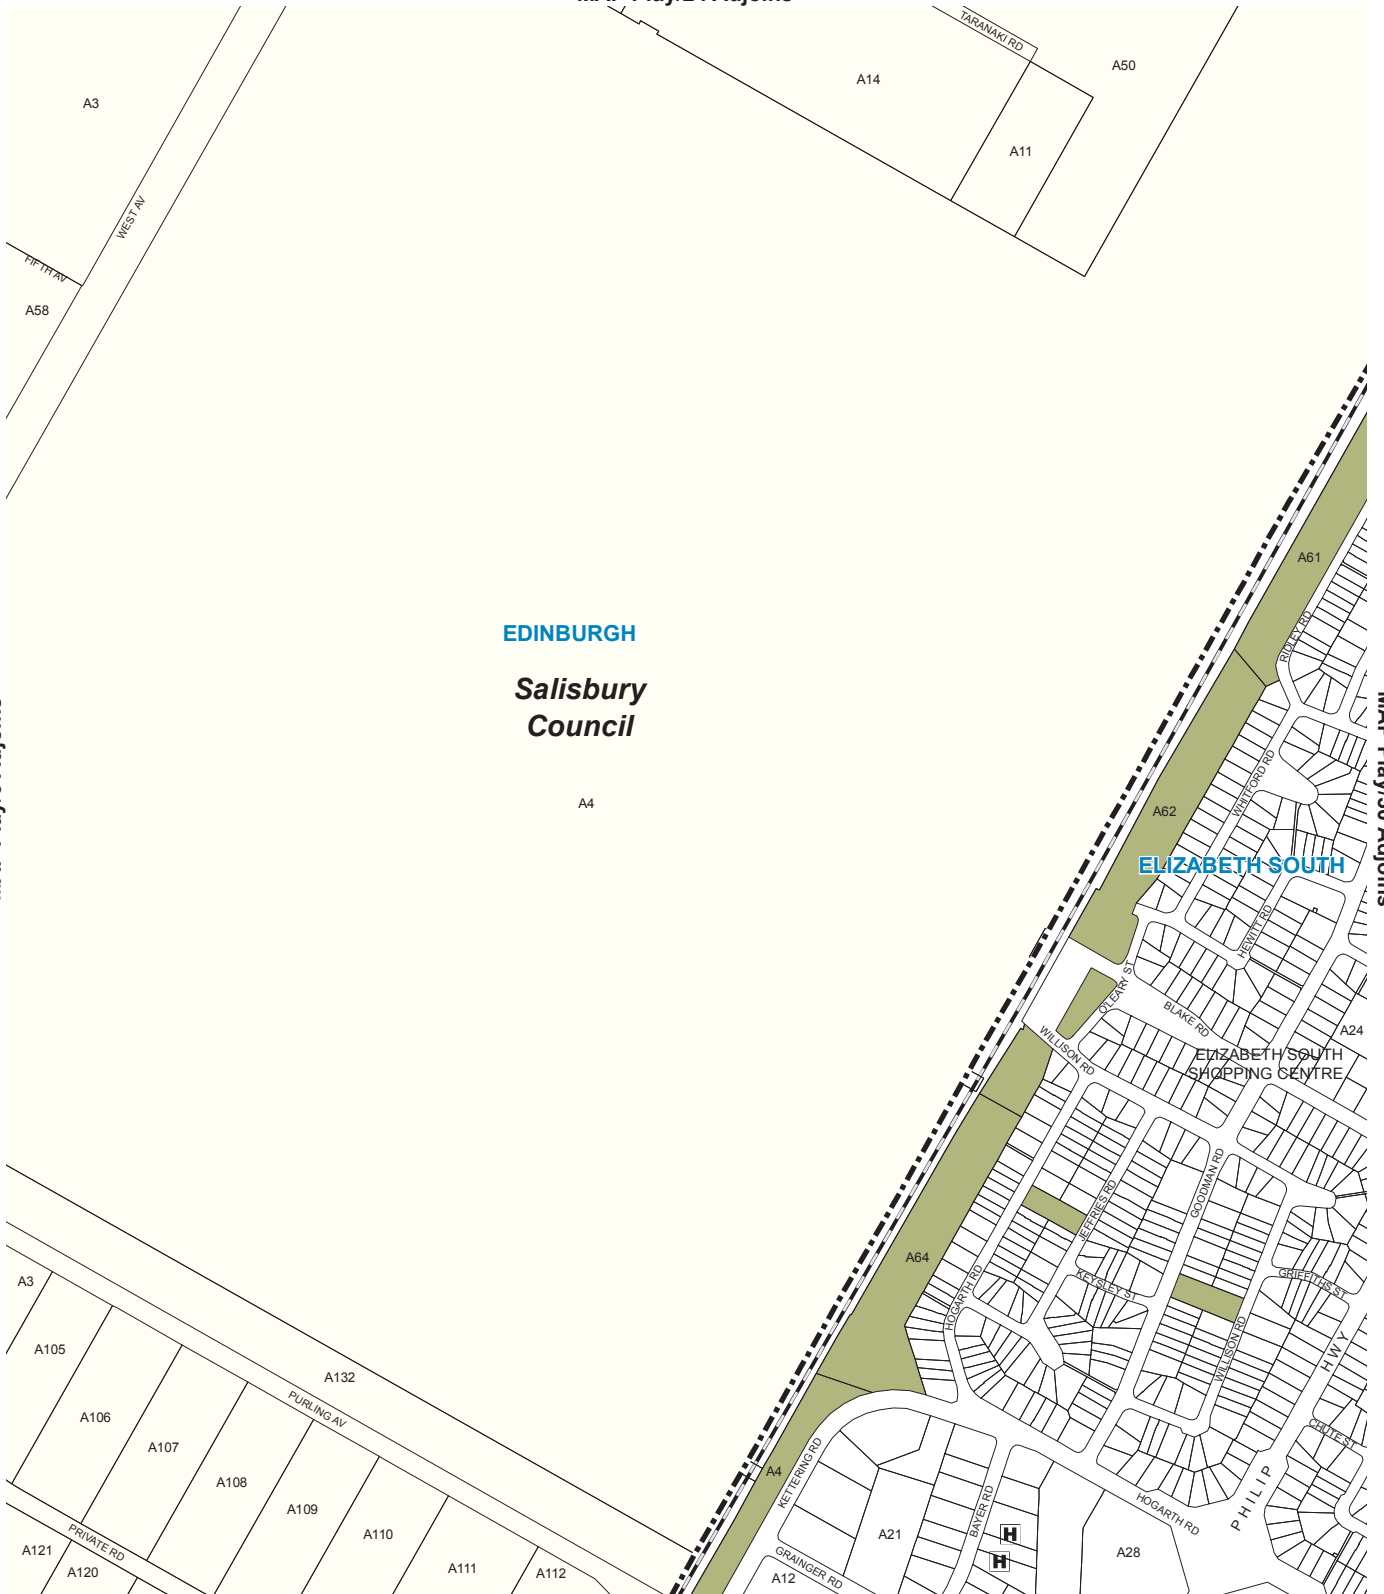 TARANAKI RD
A50
A14
A3
A11
WEST AV
FIFTH AV
A58
A61
EDINBURGH
RIDLEY RD
Salisbury
Council
WHITFORD RD
A4
A62
ELIZABETH SOUTH
HEWITT RD
O'LEARY ST
BLAKE RD
A24
WILLISON RD
ELIZABETH SOUTH
SHOPPING CENTRE
GOODMAN RD
JEFFRIES RD
A64
HOGARTH RD
KEYSLEY ST
GRIFFITHS ST
A3
A105
WILLISON RD
HWY
A132
PURLING AV
A106
CHUTE ST
A107
A4
KETTERING RD
A108
PHILIP
A109
BAYER RD
HOGARTH RD
A110
A21
H
PRIVATE RD
A121
A28
H
A120
A111
A112
GRAINGER RD
A12